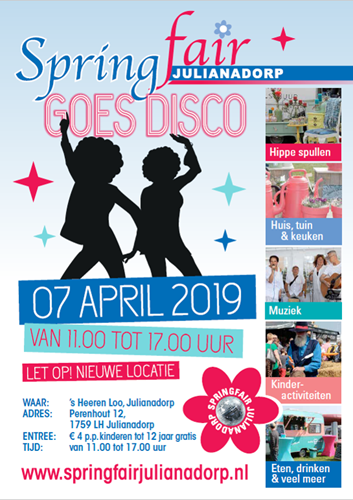 Spring fair
JULIANADORP
GOES DISCO
Hippe spullen
Huis, tuin
& keuken
Muziek
Kinder-
activiteiten
Eten, drinken
& veel meer
07 APRIL 2019
VAN 11.00 TOT 17.00 UUR
LET OP! NIEUWE LOCATIE
SPRINGFAIR JULIANADORP
WAAR: 's Heeren Loo, Julianadorp
ADRES: Perenhout 12,
1759 LH Julianadorp
ENTREE: € 4 p.p. kinderen tot 12 jaar gratis
TIJD: van 11.00 tot 17.00 uur
www.springfairjulianadorp.nl